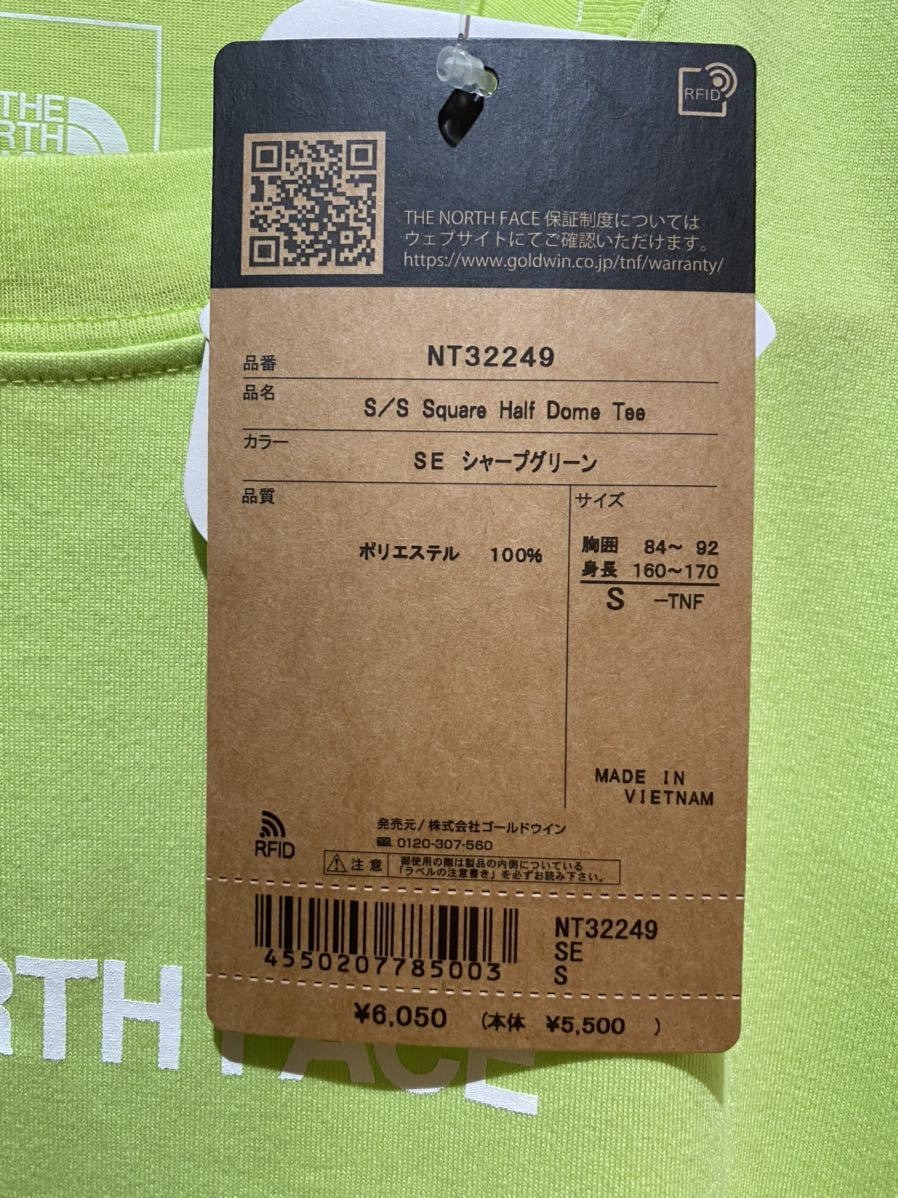 THE
RTH
RFID
THE NORTH FACE 保証制度については
ウェブサイトにてご確認いただけます。
https://www.goldwin.co.jp/tnf/warranty/
品番 NT32249
品名 S/S Square Half Dome Tee
カラー SE シャープグリーン
品質 サイズ
ポリエステル 100%
胸囲 84～ 92
身長 160～170
S -TNF
MADE IN
VIETNAM
RFID
発売元/株式会社ゴールドウイン
0120-307-560
注意
御使用の際は製品の内側についている
「ラベルの注意書き」を必ずお読み下さい。
4550207785003
NT32249
SE
S
¥6,050 (本体 ¥5,500 )
RTH FACE